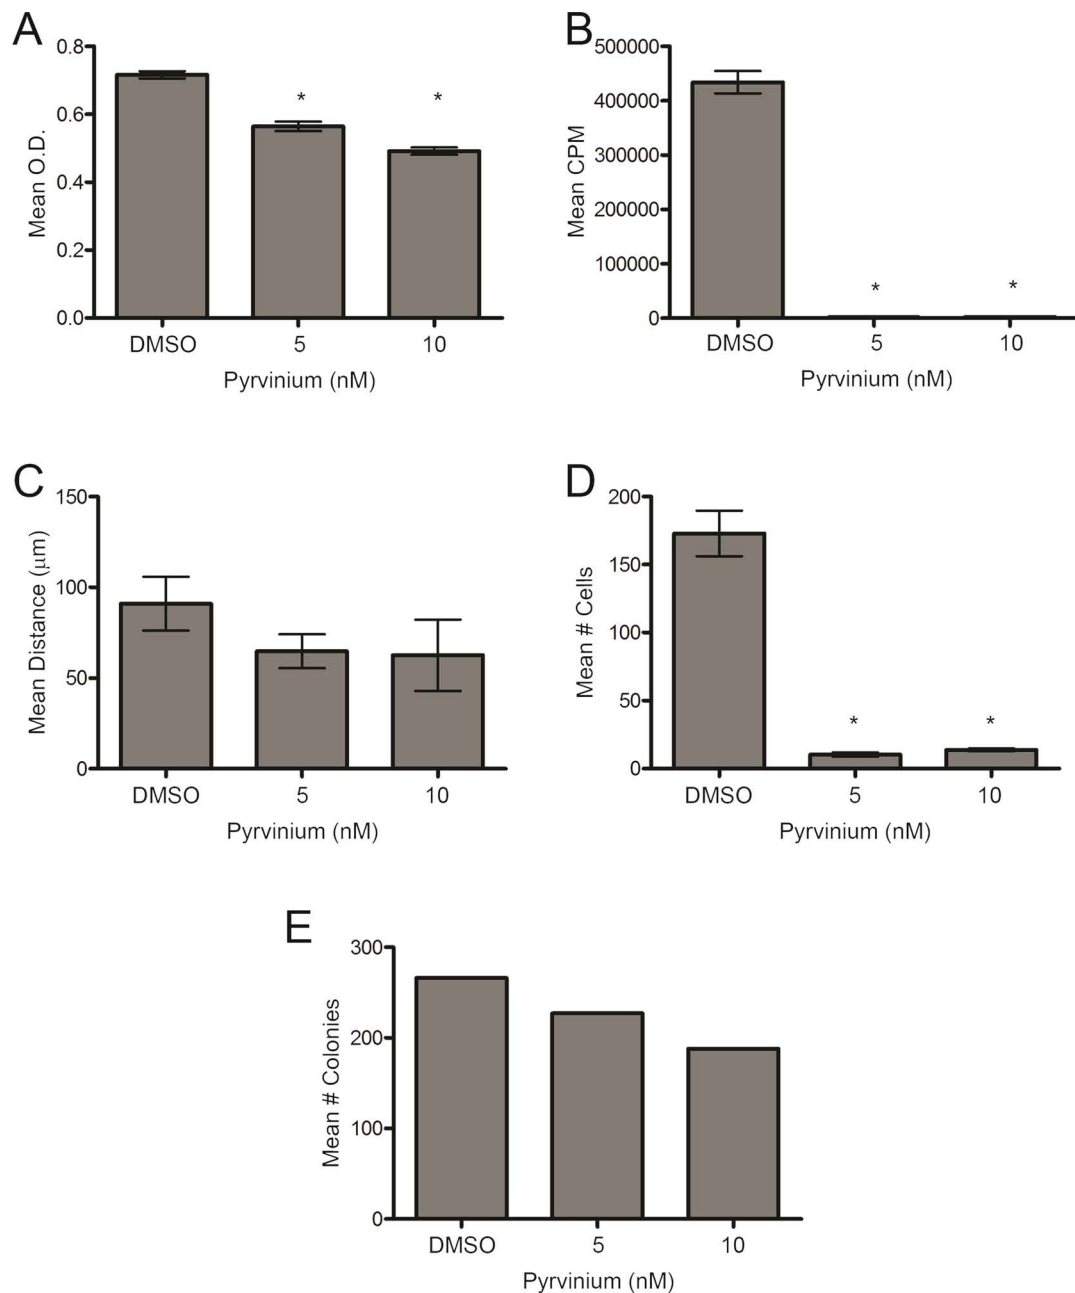 A
Mean O.D.
0.8
0.6
0.4
0.2
0.0
*
*
DMSO
5
10
Pyrvinium (nM)
B
Mean CPM
500000
400000
300000
200000
100000
0
*
*
DMSO
5
10
Pyrvinium (nM)
C
Mean Distance (μm)
150
100
50
0
DMSO
5
10
Pyrvinium (nM)
D
Mean # Cells
200
150
100
50
0
*
*
DMSO
5
10
Pyrvinium (nM)
E
Mean # Colonies
300
200
100
0
DMSO
5
10
Pyrvinium (nM)